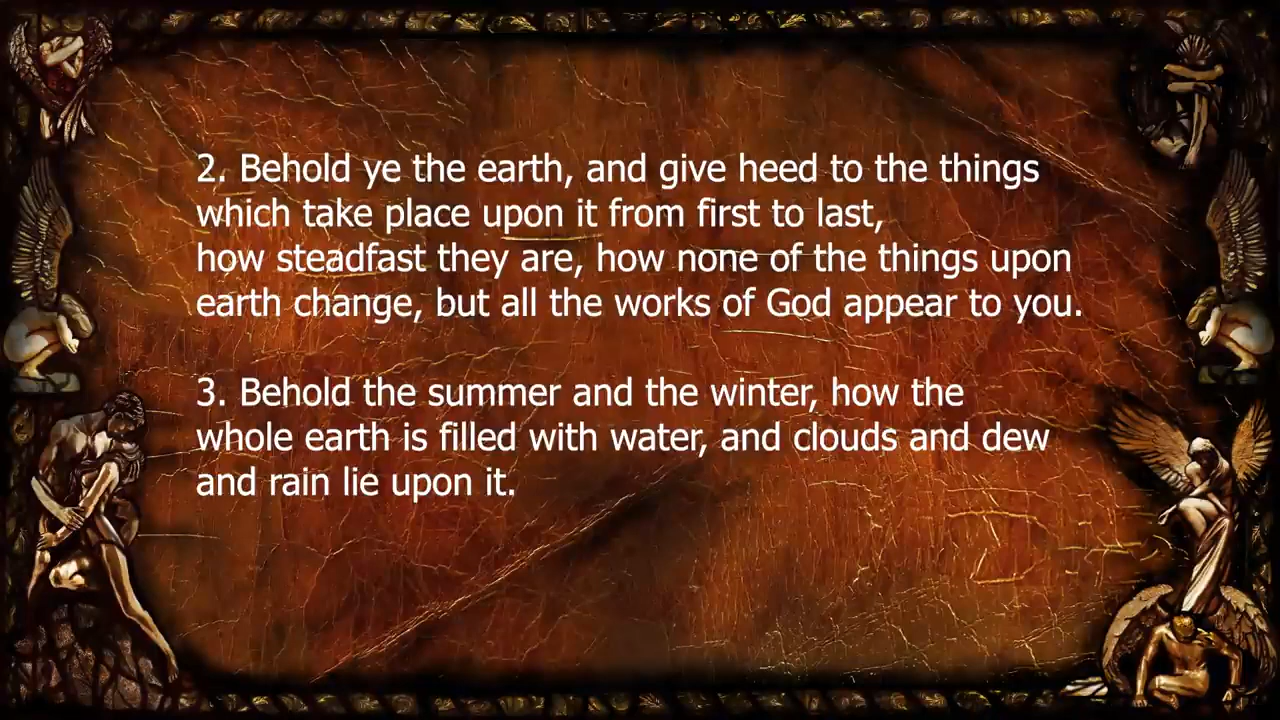 2. Behold ye the earth, and give heed to the things
which take place upon it from first to last,
how steadfast they are, how none of the things upon
earth change, but all the works of God appear to you.
3. Behold the summer and the winter, how the
whole earth is filled with water, and clouds and dew
and rain lie upon it.